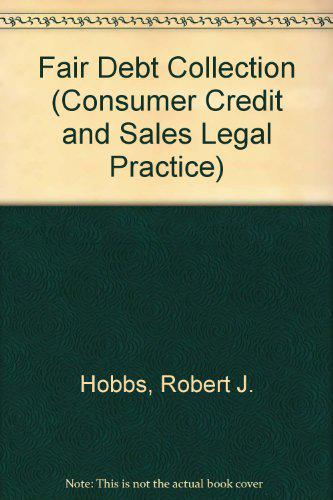 Fair Debt Collection
(Consumer Credit
and Sales Legal
Practice)
Hobbs, Robert J.
Note: This is not the actual book cover